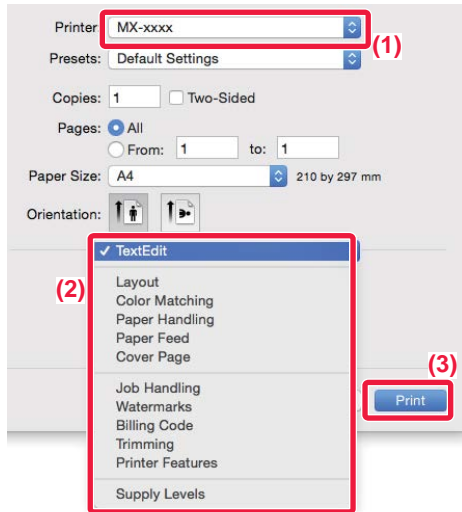 Printer: MX-xxxx
(1)
Presets: Default Settings
Copies: 1 Two-Sided
Pages: All
From: 1 to: 1
Paper Size: A4 210 by 297 mm
Orientation:
✓ TextEdit
(2)
Layout
Color Matching
Paper Handling
Paper Feed
Cover Page
(3)
Job Handling
Watermarks
Billing Code
Trimming
Printer Features
Supply Levels
Print